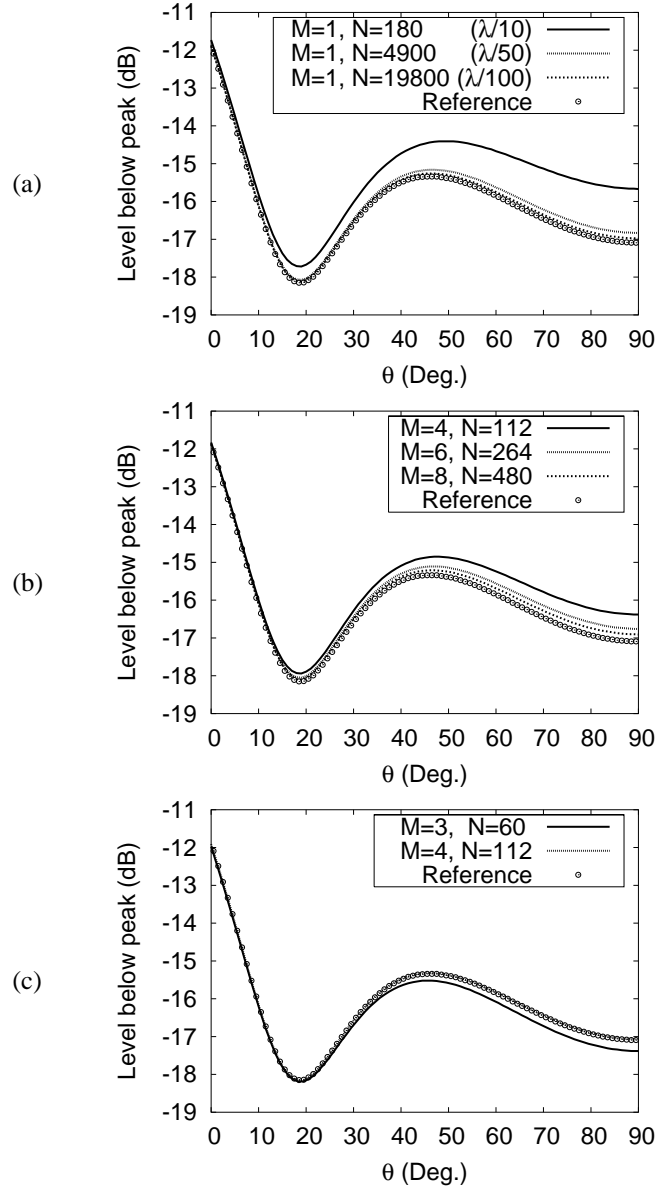 (a)
Level below peak (dB)
-11
-12
-13
-14
-15
-16
-17
-18
-19
M=1, N=180 (λ/10)
M=1, N=4900 (λ/50)
M=1, N=19800 (λ/100)
Reference
0 10 20 30 40 50 60 70 80 90
θ (Deg.)
(b)
Level below peak (dB)
-11
-12
-13
-14
-15
-16
-17
-18
-19
M=4, N=112
M=6, N=264
M=8, N=480
Reference
0 10 20 30 40 50 60 70 80 90
θ (Deg.)
(c)
Level below peak (dB)
-11
-12
-13
-14
-15
-16
-17
-18
-19
M=3, N=60
M=4, N=112
Reference
0 10 20 30 40 50 60 70 80 90
θ (Deg.)